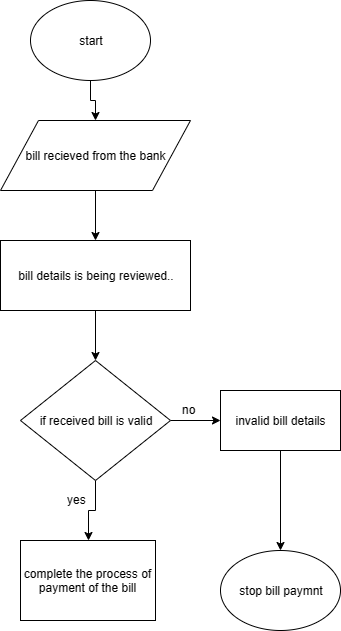 start
bill recieved from the bank
bill details is being reviewed..
if received bill is valid
no
invalid bill details
yes
complete the process of
payment of the bill
stop bill paymnt